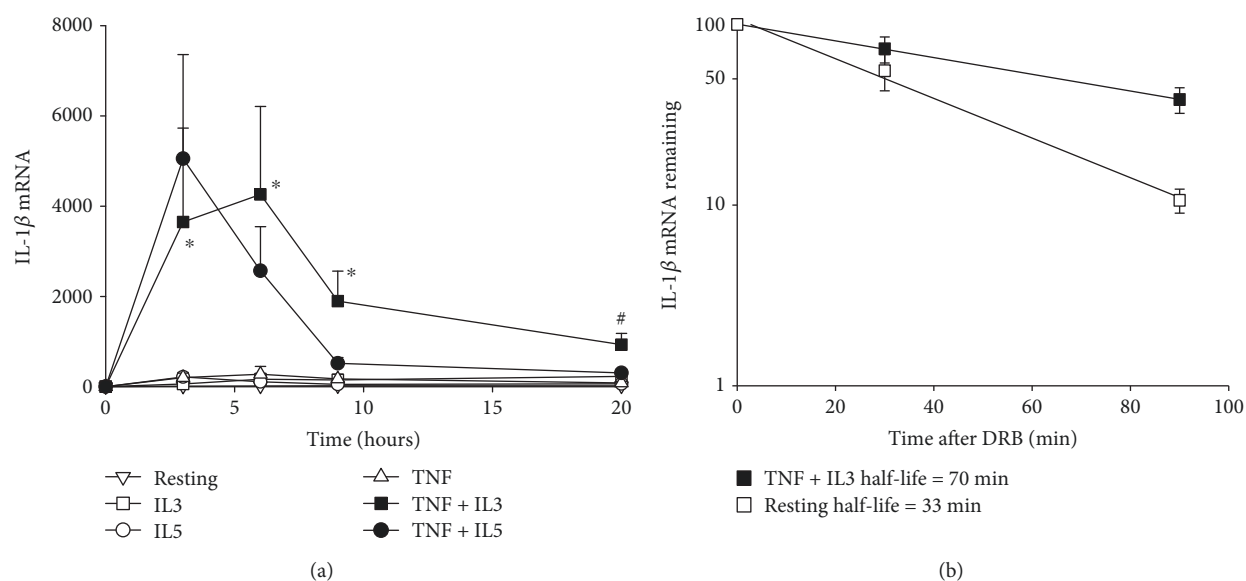 8000
6000
4000
2000
0
IL-1β mRNA
*
*
*
#
0 5 10 15 20
Time (hours)
Resting
IL3
IL5
TNF
TNF + IL3
TNF + IL5
(a)
100
50
10
1
IL-1β mRNA remaining
0 20 40 60 80 100
Time after DRB (min)
TNF + IL3 half-life = 70 min
Resting half-life = 33 min
(b)